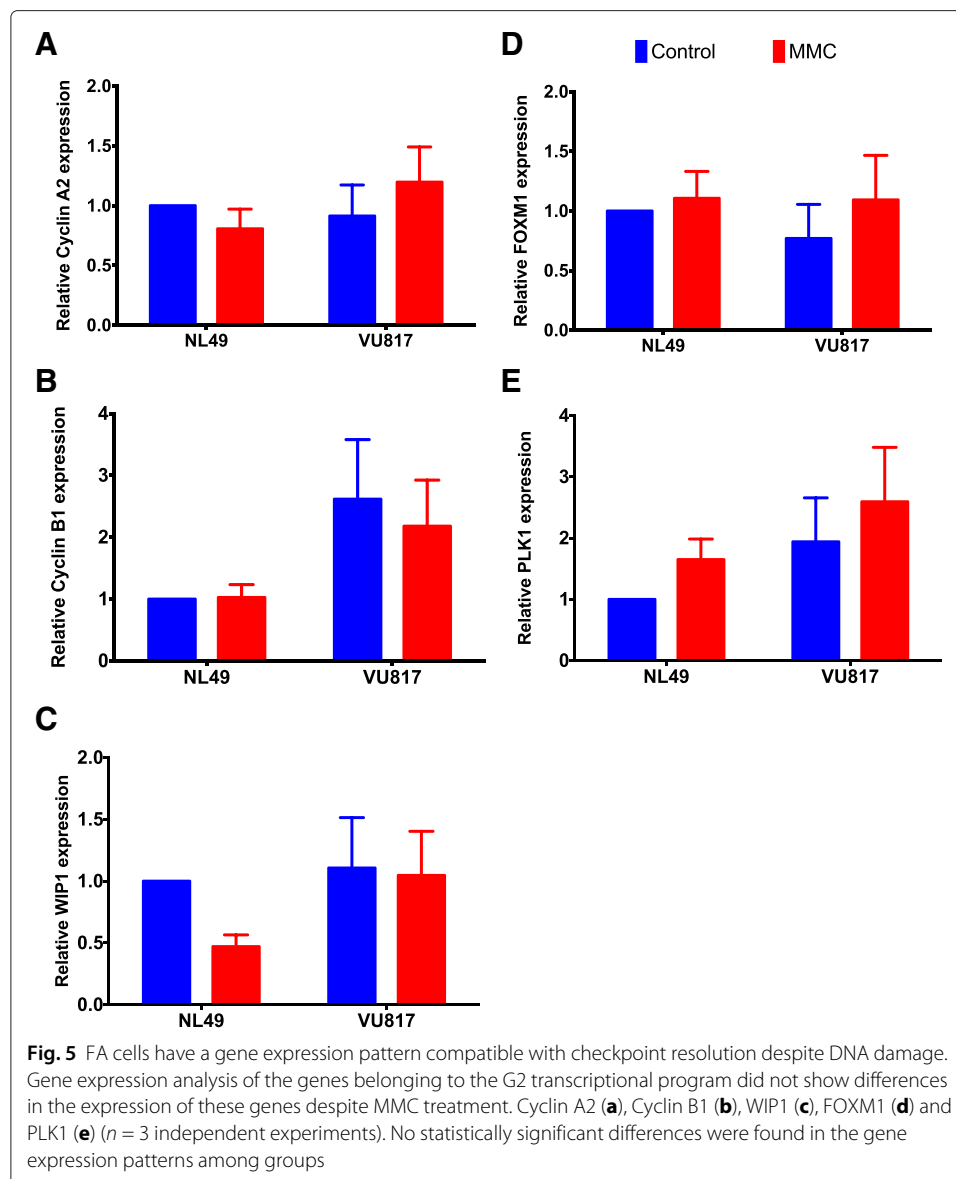 A
Relative Cyclin A2 expression
2.0
1.5
1.0
0.5
0.0
NL49 VU817
D
Control MMC
Relative FOXM1 expression
2.0
1.5
1.0
0.5
0.0
NL49 VU817
B
Relative Cyclin B1 expression
4
3
2
1
0
NL49 VU817
E
Relative PLK1 expression
4
3
2
1
0
NL49 VU817
C
Relative WIP1 expression
2.0
1.5
1.0
0.5
0.0
NL49 VU817
Fig. 5 FA cells have a gene expression pattern compatible with checkpoint resolution despite DNA damage.
Gene expression analysis of the genes belonging to the G2 transcriptional program did not show differences
in the expression of these genes despite MMC treatment. Cyclin A2 (a), Cyclin B1 (b), WIP1 (c), FOXM1 (d) and
PLK1 (e) (n = 3 independent experiments). No statistically significant differences were found in the gene
expression patterns among groups